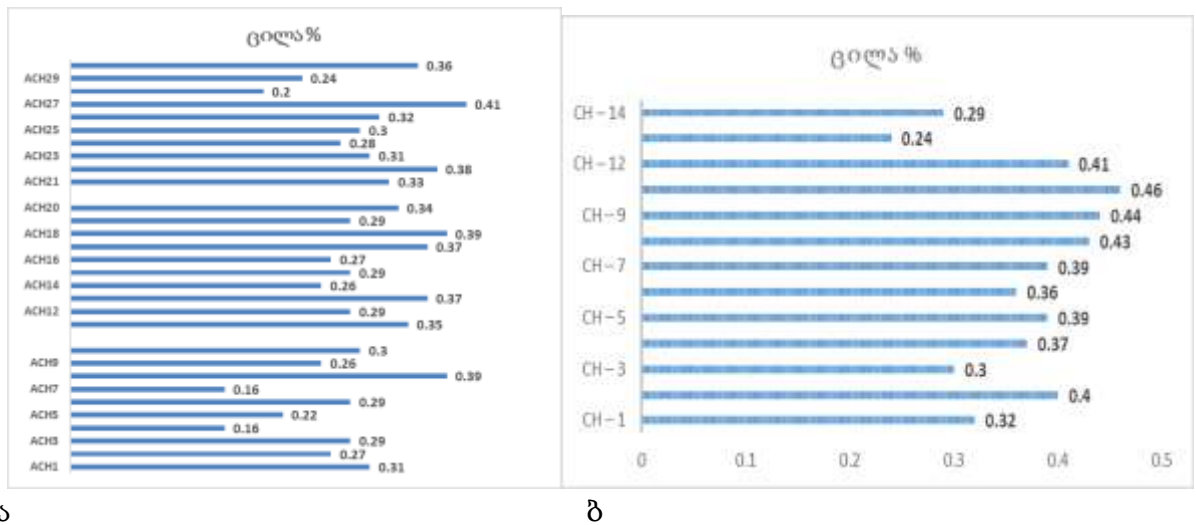 ცილა%
0.36
ACH29 0.24
0.2
ACH27 0.41
0.32
ACH25 0.3
0.28
ACH23 0.31
0.38
ACH21 0.33
ACH20 0.34
0.29
ACH18 0.39
0.37
ACH16 0.27
0.29
ACH14 0.26
0.37
ACH12 0.29
0.35
0.3
ACH9 0.26
0.39
ACH7 0.16
0.29
ACH5 0.22
0.16
ACH3 0.29
0.27
ACH1 0.31
ა
ცილა %
CH – 14 0.29
0.24
CH – 12 0.41
0.46
CH – 9 0.44
0.43
CH – 7 0.39
0.36
CH – 5 0.39
0.37
CH – 3 0.3
0.4
CH – 1 0.32
0 0.1 0.2 0.3 0.4 0.5
ბ